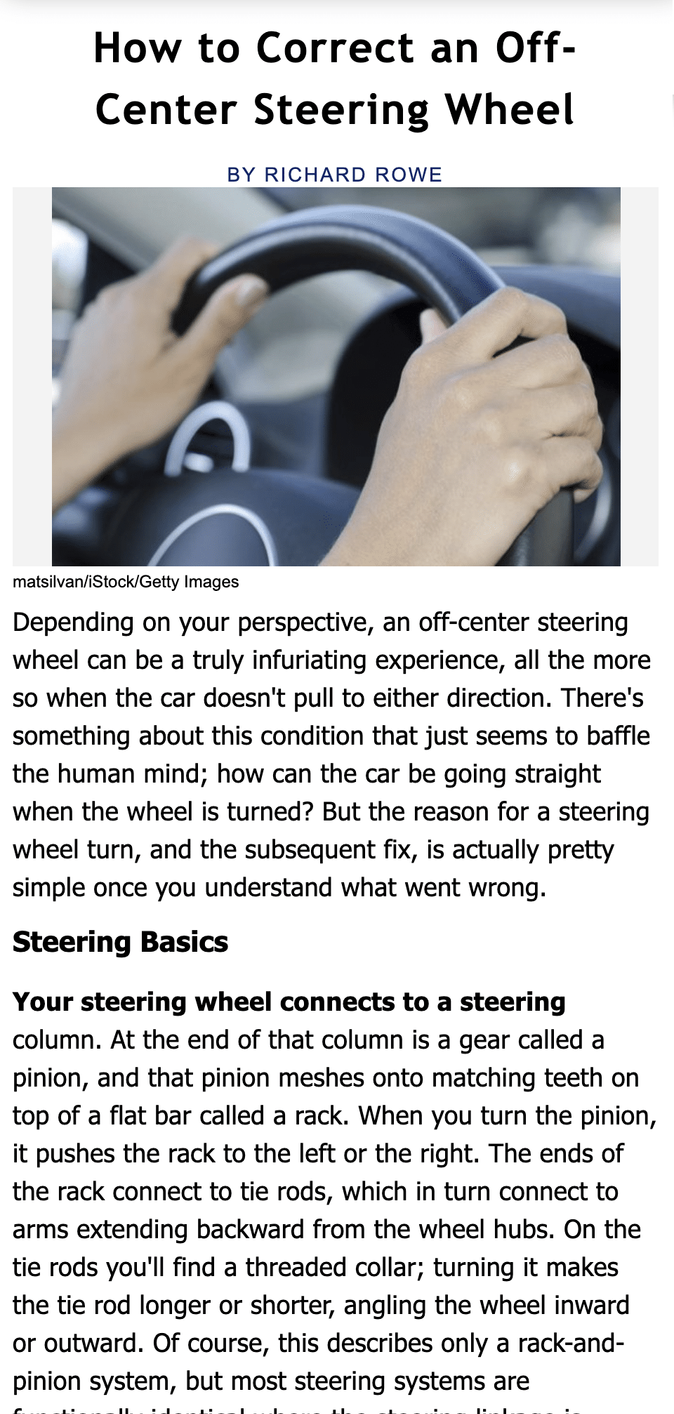 How to Correct an Off-
Center Steering Wheel
BY RICHARD ROWE
matsilvan/iStock/Getty Images
Depending on your perspective, an off-center steering
wheel can be a truly infuriating experience, all the more
so when the car doesn't pull to either direction. There's
something about this condition that just seems to baffle
the human mind; how can the car be going straight
when the wheel is turned? But the reason for a steering
wheel turn, and the subsequent fix, is actually pretty
simple once you understand what went wrong.
Steering Basics
Your steering wheel connects to a steering
column. At the end of that column is a gear called a
pinion, and that pinion meshes onto matching teeth on
top of a flat bar called a rack. When you turn the pinion,
it pushes the rack to the left or the right. The ends of
the rack connect to tie rods, which in turn connect to
arms extending backward from the wheel hubs. On the
tie rods you'll find a threaded collar; turning it makes
the tie rod longer or shorter, angling the wheel inward
or outward. Of course, this describes only a rack-and-
pinion system, but most steering systems are
functionally identical where the steering linkage is